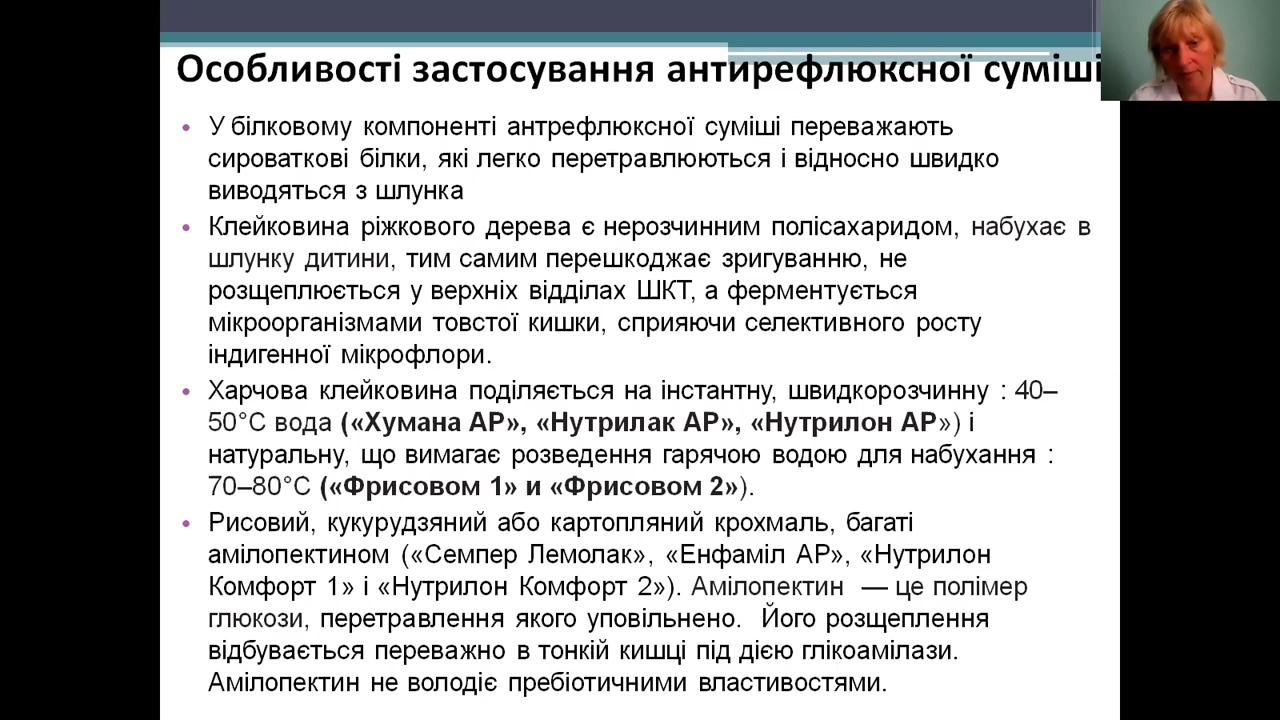 Особливості застосування антирефлюксної суміші
• У білковому компоненті антрефлюксної суміші переважають
сироваткові білки, які легко перетравлюються і відносно швидко
виводяться з шлунка
• Клейковина ріжкового дерева є нерозчинним полісахаридом, набухає в
шлунку дитини, тим самим перешкоджає зригуванню, не
розщеплюється у верхніх відділах ШКТ, а ферментується
мікроорганізмами товстої кишки, сприяючи селективного росту
індигенної мікрофлори.
• Харчова клейковина поділяється на інстантну, швидкорозчинну : 40–
50°С вода («Хумана АР», «Нутрилак АР», «Нутрилон АР») і
натуральну, що вимагає розведення гарячою водою для набухання :
70–80°С («Фрисовом 1» и «Фрисовом 2»).
• Рисовий, кукурудзяний або картопляний крохмаль, багаті
амілопектином («Семпер Лемолак», «Енфаміл АР», «Нутрилон
Комфорт 1» і «Нутрилон Комфорт 2»). Амілопектин — це полімер
глюкози, перетравлення якого уповільнено. Його розщеплення
відбувається переважно в тонкій кишці під дією глікоамілази.
Амілопектин не володіє пребіотичними властивостями.